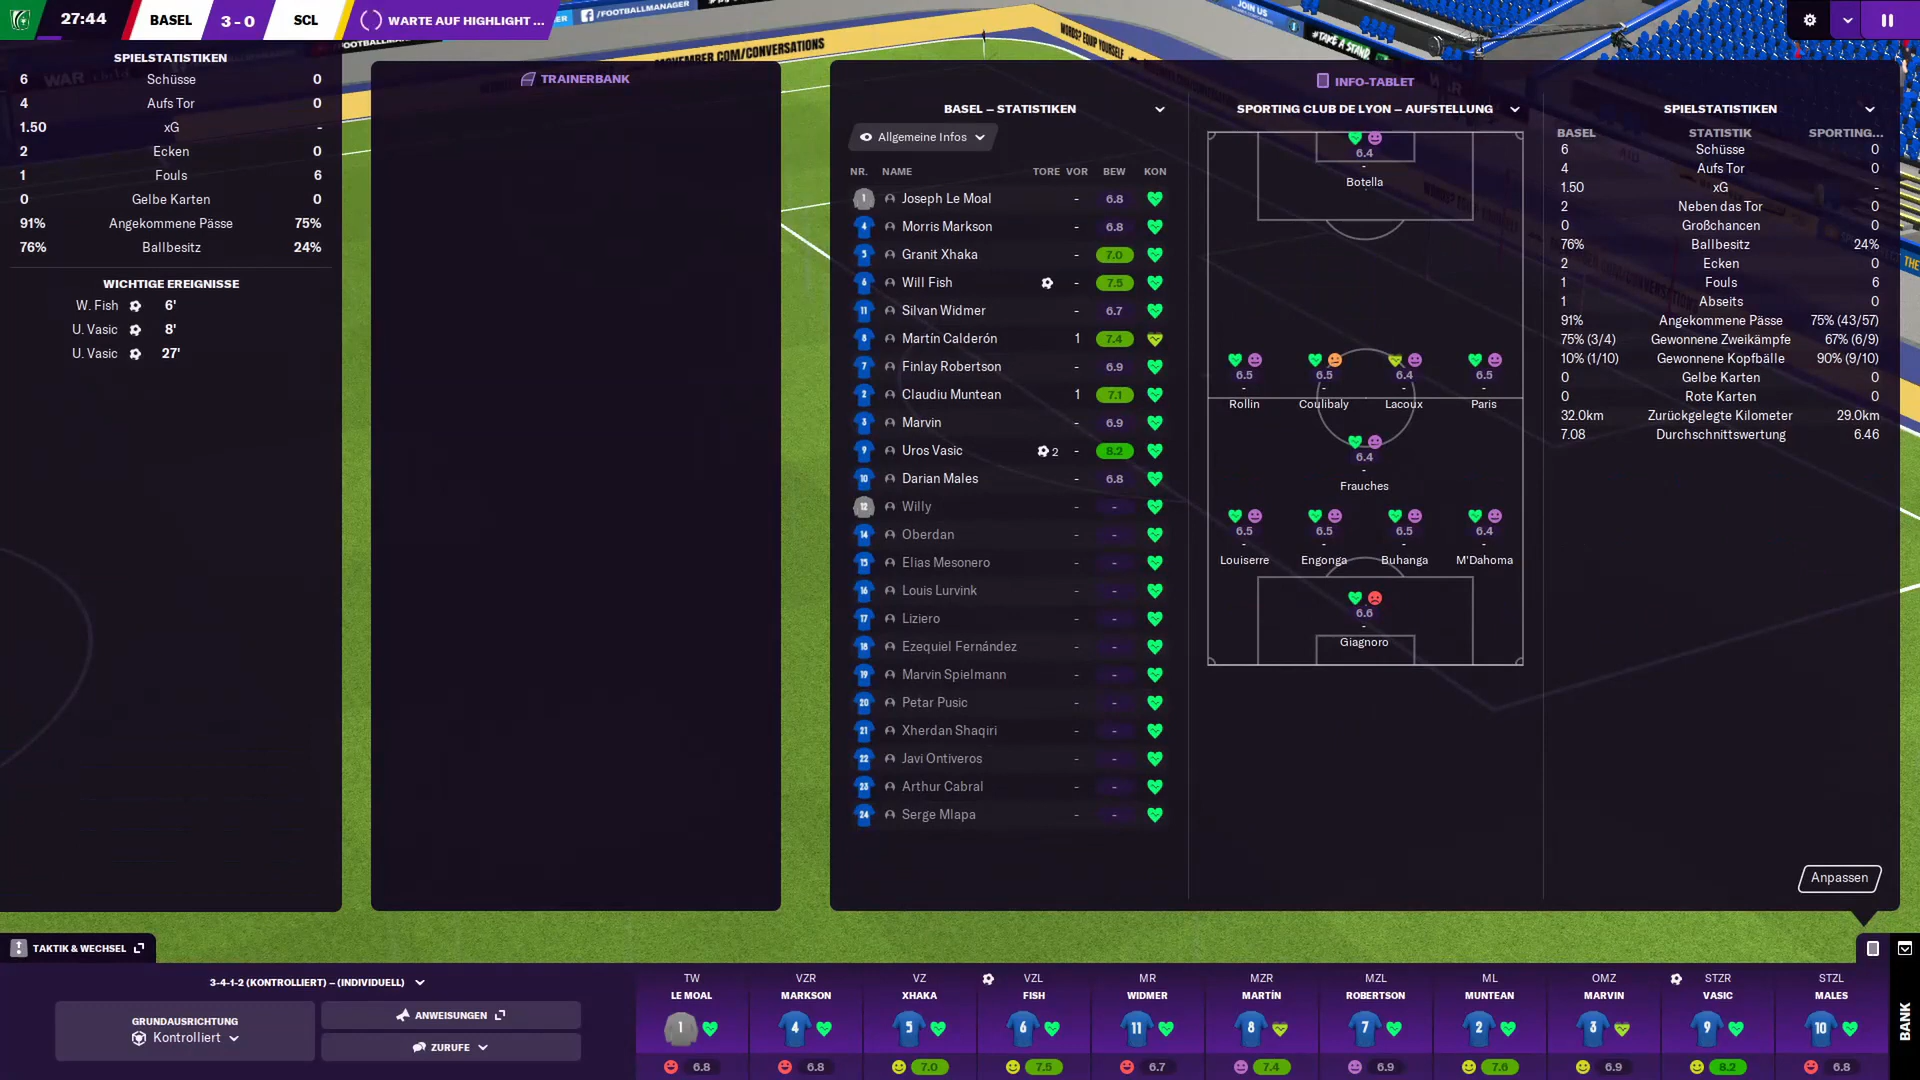 27:44 BASEL 3 - 0 SCL WARTE AUF HIGHLIGHT ...
/FOOTBALLMANAGER
JOIN US
#TAKE A STAND
MOVEMBER.COM/CONVERSATIONS
SPIELSTATISTIKEN
6 Schüsse 0
4 Aufs Tor 0
1.50 xG -
2 Ecken 0
1 Fouls 6
0 Gelbe Karten 0
91% Angekommene Pässe 75%
76% Ballbesitz 24%
WICHTIGE EREIGNISSE
W. Fish 6'
U. Vasic 8'
U. Vasic 27'
TRAINERBANK
INFO-TABLET
BASEL – STATISTIKEN
Allgemeine Infos
NR. NAME TORE VOR BEW KON
1 Joseph Le Moal - 6.8
4 Morris Markson - 6.8
5 Granit Xhaka - 7.0
6 Will Fish - 7.5
11 Silvan Widmer - 6.7
8 Martín Calderón 1 7.4
7 Finlay Robertson - 6.9
2 Claudiu Muntean 1 7.1
3 Marvin - 6.9
9 Uros Vasic 2 - 8.2
10 Darian Males - 6.8
12 Willy - -
14 Oberdan - -
15 Elias Mesonero - -
16 Louis Lurvink - -
17 Liziero - -
18 Ezequiel Fernández - -
19 Marvin Spielmann - -
20 Petar Pusic - -
21 Xherdan Shaqiri - -
22 Javi Ontiveros - -
23 Arthur Cabral - -
24 Serge Mlapa - -
SPORTING CLUB DE LYON – AUFSTELLUNG
6.4
-
Botella
6.5 6.5 6.4 6.5
- - - -
Rollin Coulibaly Lacoux Paris
6.4
-
Frauches
6.5 6.5 6.5 6.4
- - - -
Louiserre Engonga Buhanga M'Dahoma
6.6
-
Giagnoro
SPIELSTATISTIKEN
BASEL STATISTIK SPORTING...
6 Schüsse 0
4 Aufs Tor 0
1.50 xG -
2 Neben das Tor 0
0 Großchancen 0
76% Ballbesitz 24%
2 Ecken 0
1 Fouls 6
1 Abseits 0
91% Angekommene Pässe 75% (43/57)
75% (3/4) Gewonnene Zweikämpfe 67% (6/9)
10% (1/10) Gewonnene Kopfbälle 90% (9/10)
0 Gelbe Karten 0
0 Rote Karten 0
32.0km Zurückgelegte Kilometer 29.0km
7.08 Durchschnittswertung 6.46
Anpassen
TAKTIK & WECHSEL
3-4-1-2 (KONTROLLIERT) – (INDIVIDUELL)
GRUNDAUSRICHTUNG
Kontrolliert
ANWEISUNGEN
ZURUFE
TW VZR VZ VZL MR MZR MZL ML OMZ STZR STZL
LE MOAL MARKSON XHAKA FISH WIDMER MARTÍN ROBERTSON MUNTEAN MARVIN VASIC MALES
1 4 5 6 11 8 7 2 3 9 10
6.8 6.8 7.0 7.5 6.7 7.4 6.9 7.6 6.9 8.2 6.8
BANK